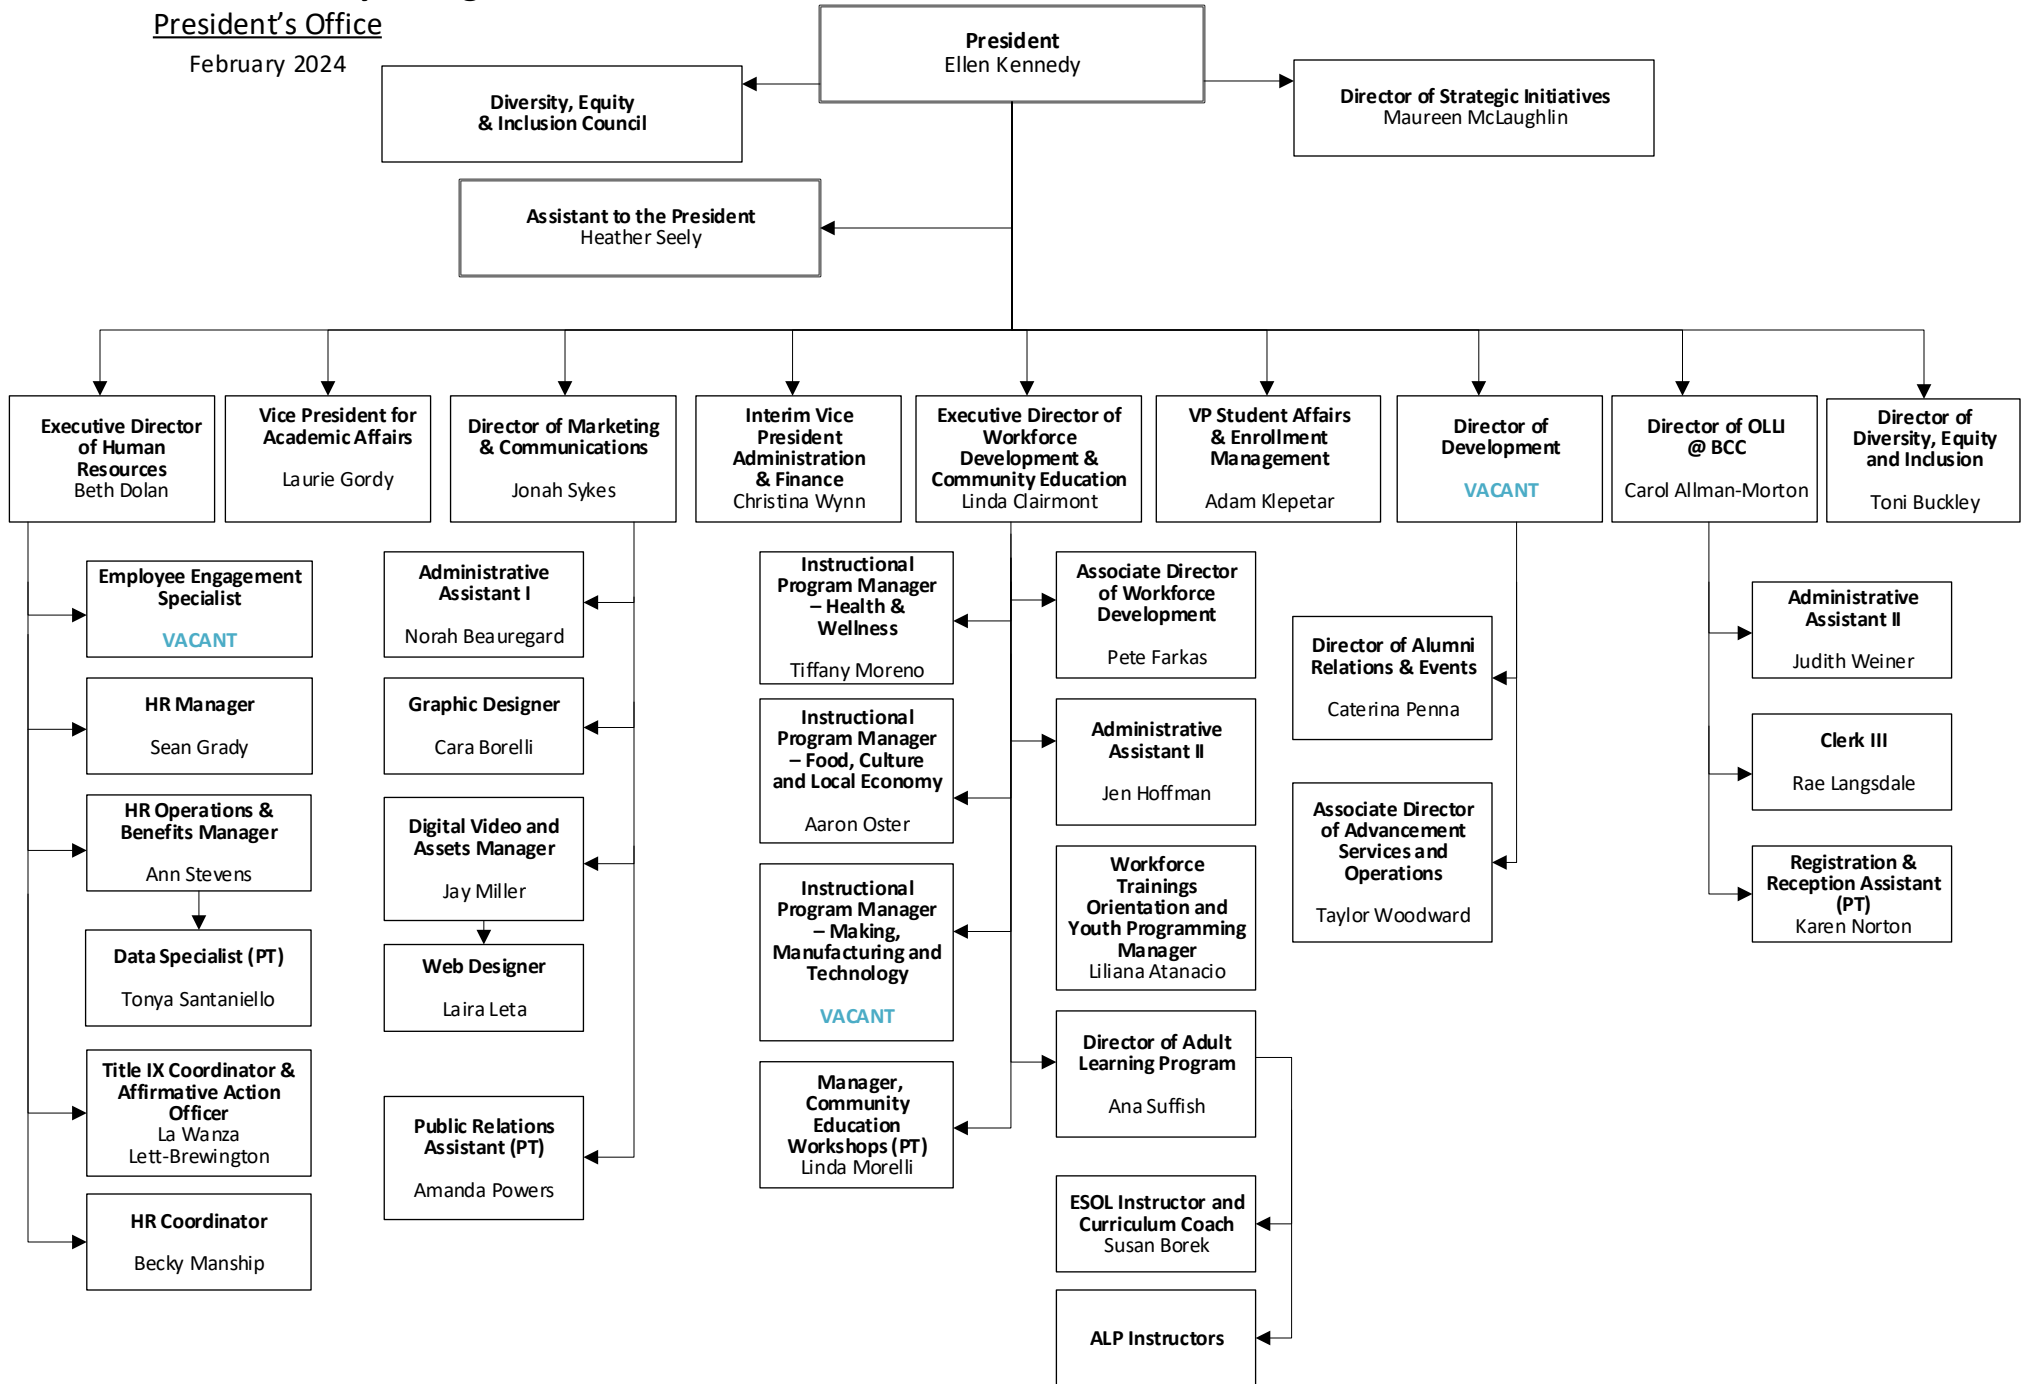 President’s Office
February 2024
President
Ellen Kennedy
Diversity, Equity
& Inclusion Council
Director of Strategic Initiatives
Maureen McLaughlin
Assistant to the President
Heather Seely
Executive Director
of Human
Resources
Beth Dolan
Vice President for
Academic Affairs
Laurie Gordy
Director of Marketing
& Communications
Jonah Sykes
Interim Vice
President
Administration
& Finance
Christina Wynn
Executive Director of
Workforce
Development &
Community Education
Linda Clairmont
VP Student Affairs
& Enrollment
Management
Adam Klepetar
Director of
Development
VACANT
Director of OLLI
@ BCC
Carol Allman-Morton
Director of
Diversity, Equity
and Inclusion
Toni Buckley
Employee Engagement
Specialist
VACANT
HR Manager
Sean Grady
HR Operations &
Benefits Manager
Ann Stevens
Data Specialist (PT)
Tonya Santaniello
Title IX Coordinator &
Affirmative Action
Officer
La Wanza
Lett-Brewington
HR Coordinator
Becky Manship
Administrative
Assistant I
Norah Beauregard
Graphic Designer
Cara Borelli
Digital Video and
Assets Manager
Jay Miller
Web Designer
Laira Leta
Public Relations
Assistant (PT)
Amanda Powers
Instructional
Program Manager
– Health &
Wellness
Tiffany Moreno
Instructional
Program Manager
– Food, Culture
and Local Economy
Aaron Oster
Instructional
Program Manager
– Making,
Manufacturing and
Technology
VACANT
Manager,
Community
Education
Workshops (PT)
Linda Morelli
Associate Director
of Workforce
Development
Pete Farkas
Administrative
Assistant II
Jen Hoffman
Workforce
Trainings
Orientation and
Youth Programming
Manager
Liliana Atanacio
Director of Adult
Learning Program
Ana Suffish
ESOL Instructor and
Curriculum Coach
Susan Borek
ALP Instructors
Director of Alumni
Relations & Events
Caterina Penna
Associate Director
of Advancement
Services and
Operations
Taylor Woodward
Administrative
Assistant II
Judith Weiner
Clerk III
Rae Langsdale
Registration &
Reception Assistant
(PT)
Karen Norton